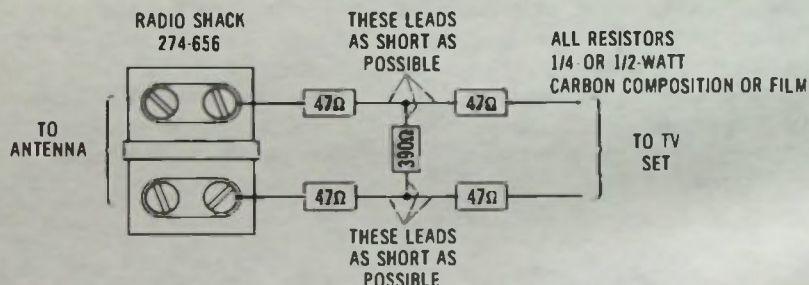 RADIO SHACK
274-656
THESE LEADS
AS SHORT AS
POSSIBLE
ALL RESISTORS
1/4 OR 1/2-WATT
CARBON COMPOSITION OR FILM
47Ω
47Ω
TO
ANTENNA
390Ω
TO TV
SET
47Ω
47Ω
THESE LEADS
AS SHORT AS
POSSIBLE